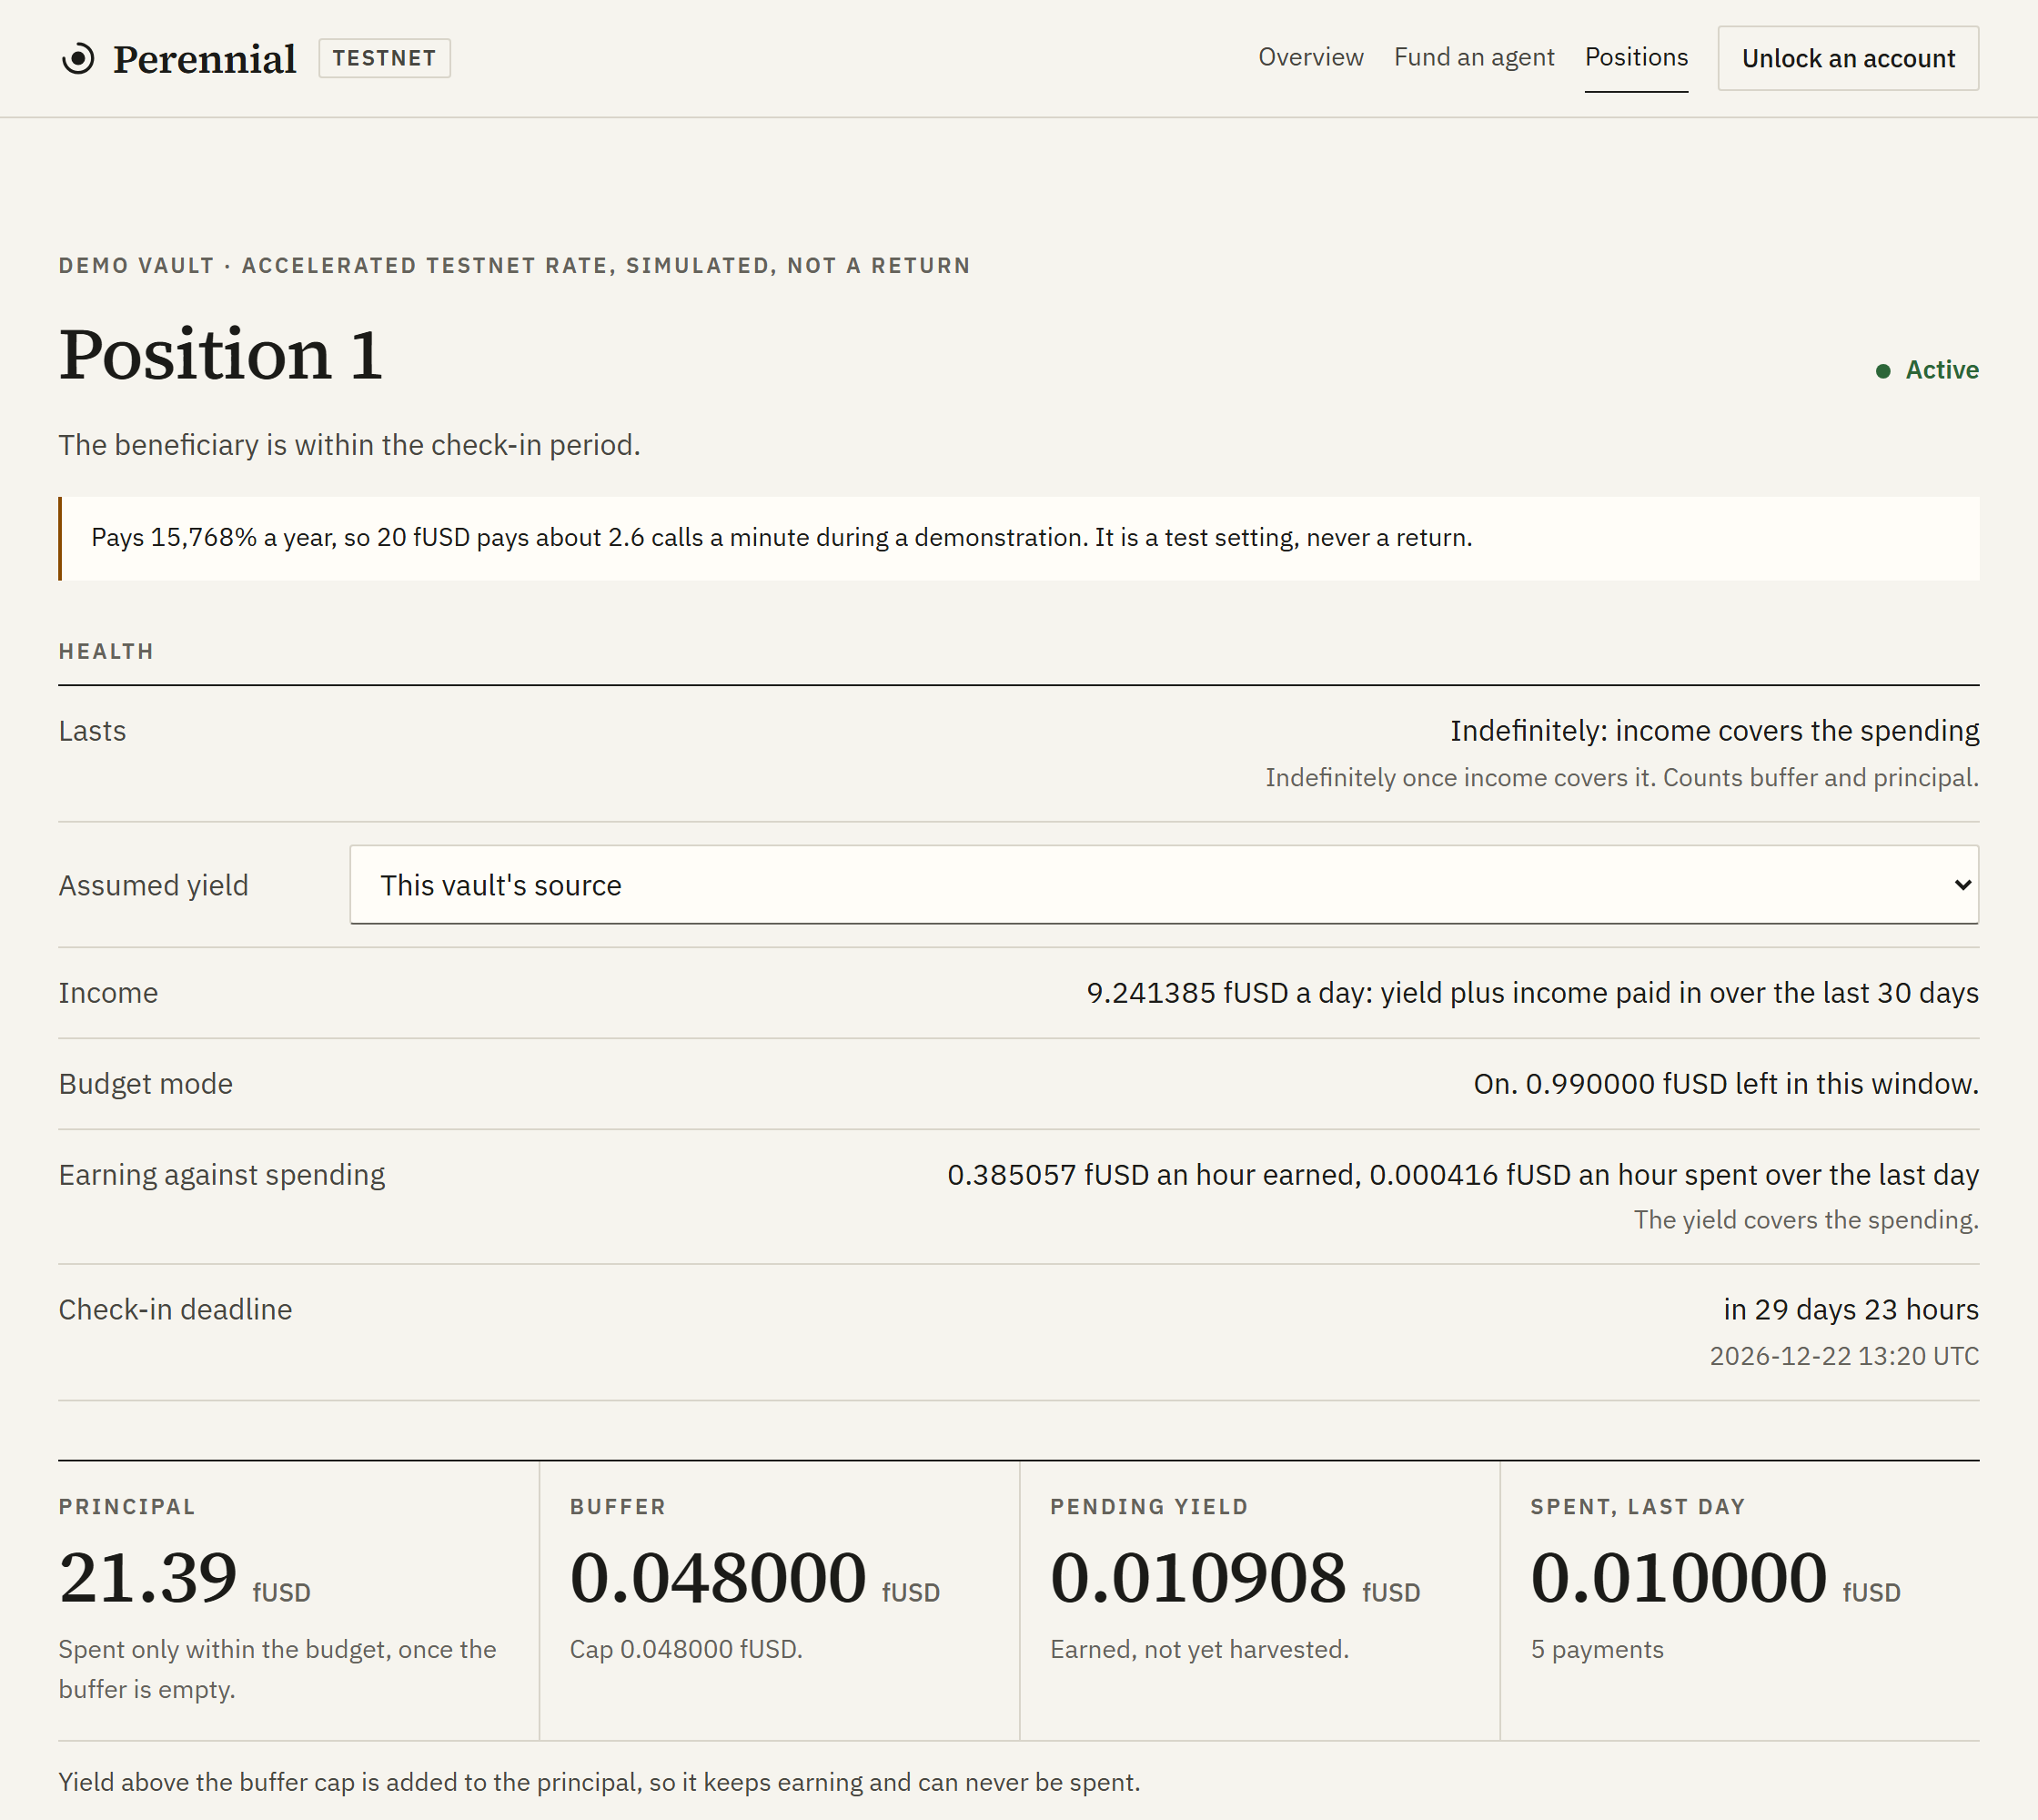 Perennial
TESTNET
Overview
Fund an agent
Positions
Unlock an account
DEMO VAULT · ACCELERATED TESTNET RATE, SIMULATED, NOT A RETURN
Position 1
Active
The beneficiary is within the check-in period.
Pays 15,768% a year, so 20 fUSD pays about 2.6 calls a minute during a demonstration. It is a test setting, never a return.
HEALTH
Lasts
Indefinitely: income covers the spending
Indefinitely once income covers it. Counts buffer and principal.
Assumed yield
This vault's source
Income
9.241385 fUSD a day: yield plus income paid in over the last 30 days
Budget mode
On. 0.990000 fUSD left in this window.
Earning against spending
0.385057 fUSD an hour earned, 0.000416 fUSD an hour spent over the last day
The yield covers the spending.
Check-in deadline
in 29 days 23 hours
2026-12-22 13:20 UTC
PRINCIPAL
21.39 fUSD
Spent only within the budget, once the
buffer is empty.
BUFFER
0.048000 fUSD
Cap 0.048000 fUSD.
PENDING YIELD
0.010908 fUSD
Earned, not yet harvested.
SPENT, LAST DAY
0.010000 fUSD
5 payments
Yield above the buffer cap is added to the principal, so it keeps earning and can never be spent.